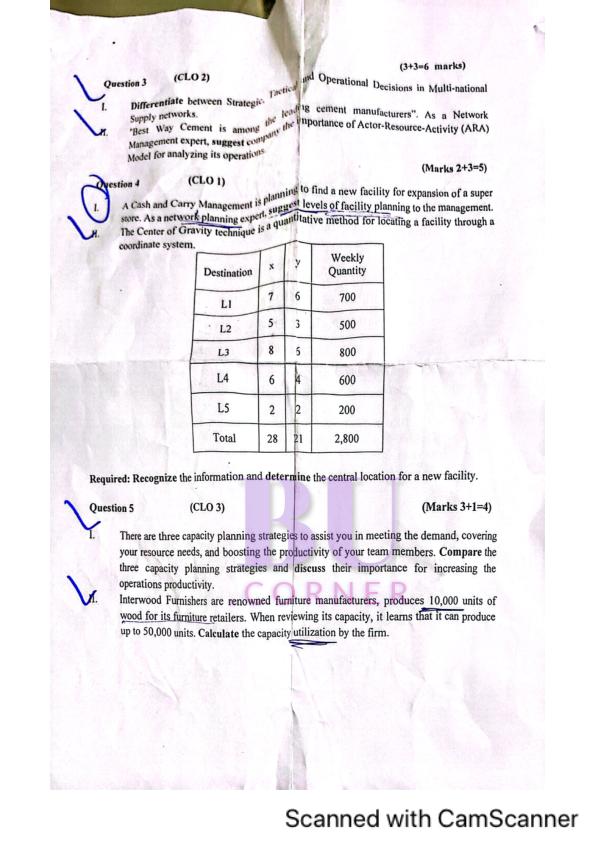 (3+3=6 marks)
Question 3 (CLO 2)
I. Differentiate between Strategic, Tactical and Operational Decisions in Multi-national
Supply networks.
II. "Best Way Cement is among the leading cement manufacturers". As a Network
Management expert, suggest company the importance of Actor-Resource-Activity (ARA)
Model for analyzing its operations.
(Marks 2+3=5)
Question 4 (CLO 1)
I. A Cash and Carry Management is planning to find a new facility for expansion of a super
store. As a network planning expert, suggest levels of facility planning to the management.
II. The Center of Gravity technique is a quantitative method for locating a facility through a
coordinate system.
Destination x y Weekly Quantity
L1 7 6 700
L2 5 3 500
L3 8 5 800
L4 6 4 600
L5 2 2 200
Total 28 21 2,800
Required: Recognize the information and determine the central location for a new facility.
BU
CORNER
Question 5 (CLO 3) (Marks 3+1=4)
I. There are three capacity planning strategies to assist you in meeting the demand, covering
your resource needs, and boosting the productivity of your team members. Compare the
three capacity planning strategies and discuss their importance for increasing the
operations productivity.
II. Interwood Furnishers are renowned furniture manufacturers, produces 10,000 units of
wood for its furniture retailers. When reviewing its capacity, it learns that it can produce
up to 50,000 units. Calculate the capacity utilization by the firm.
Scanned with CamScanner